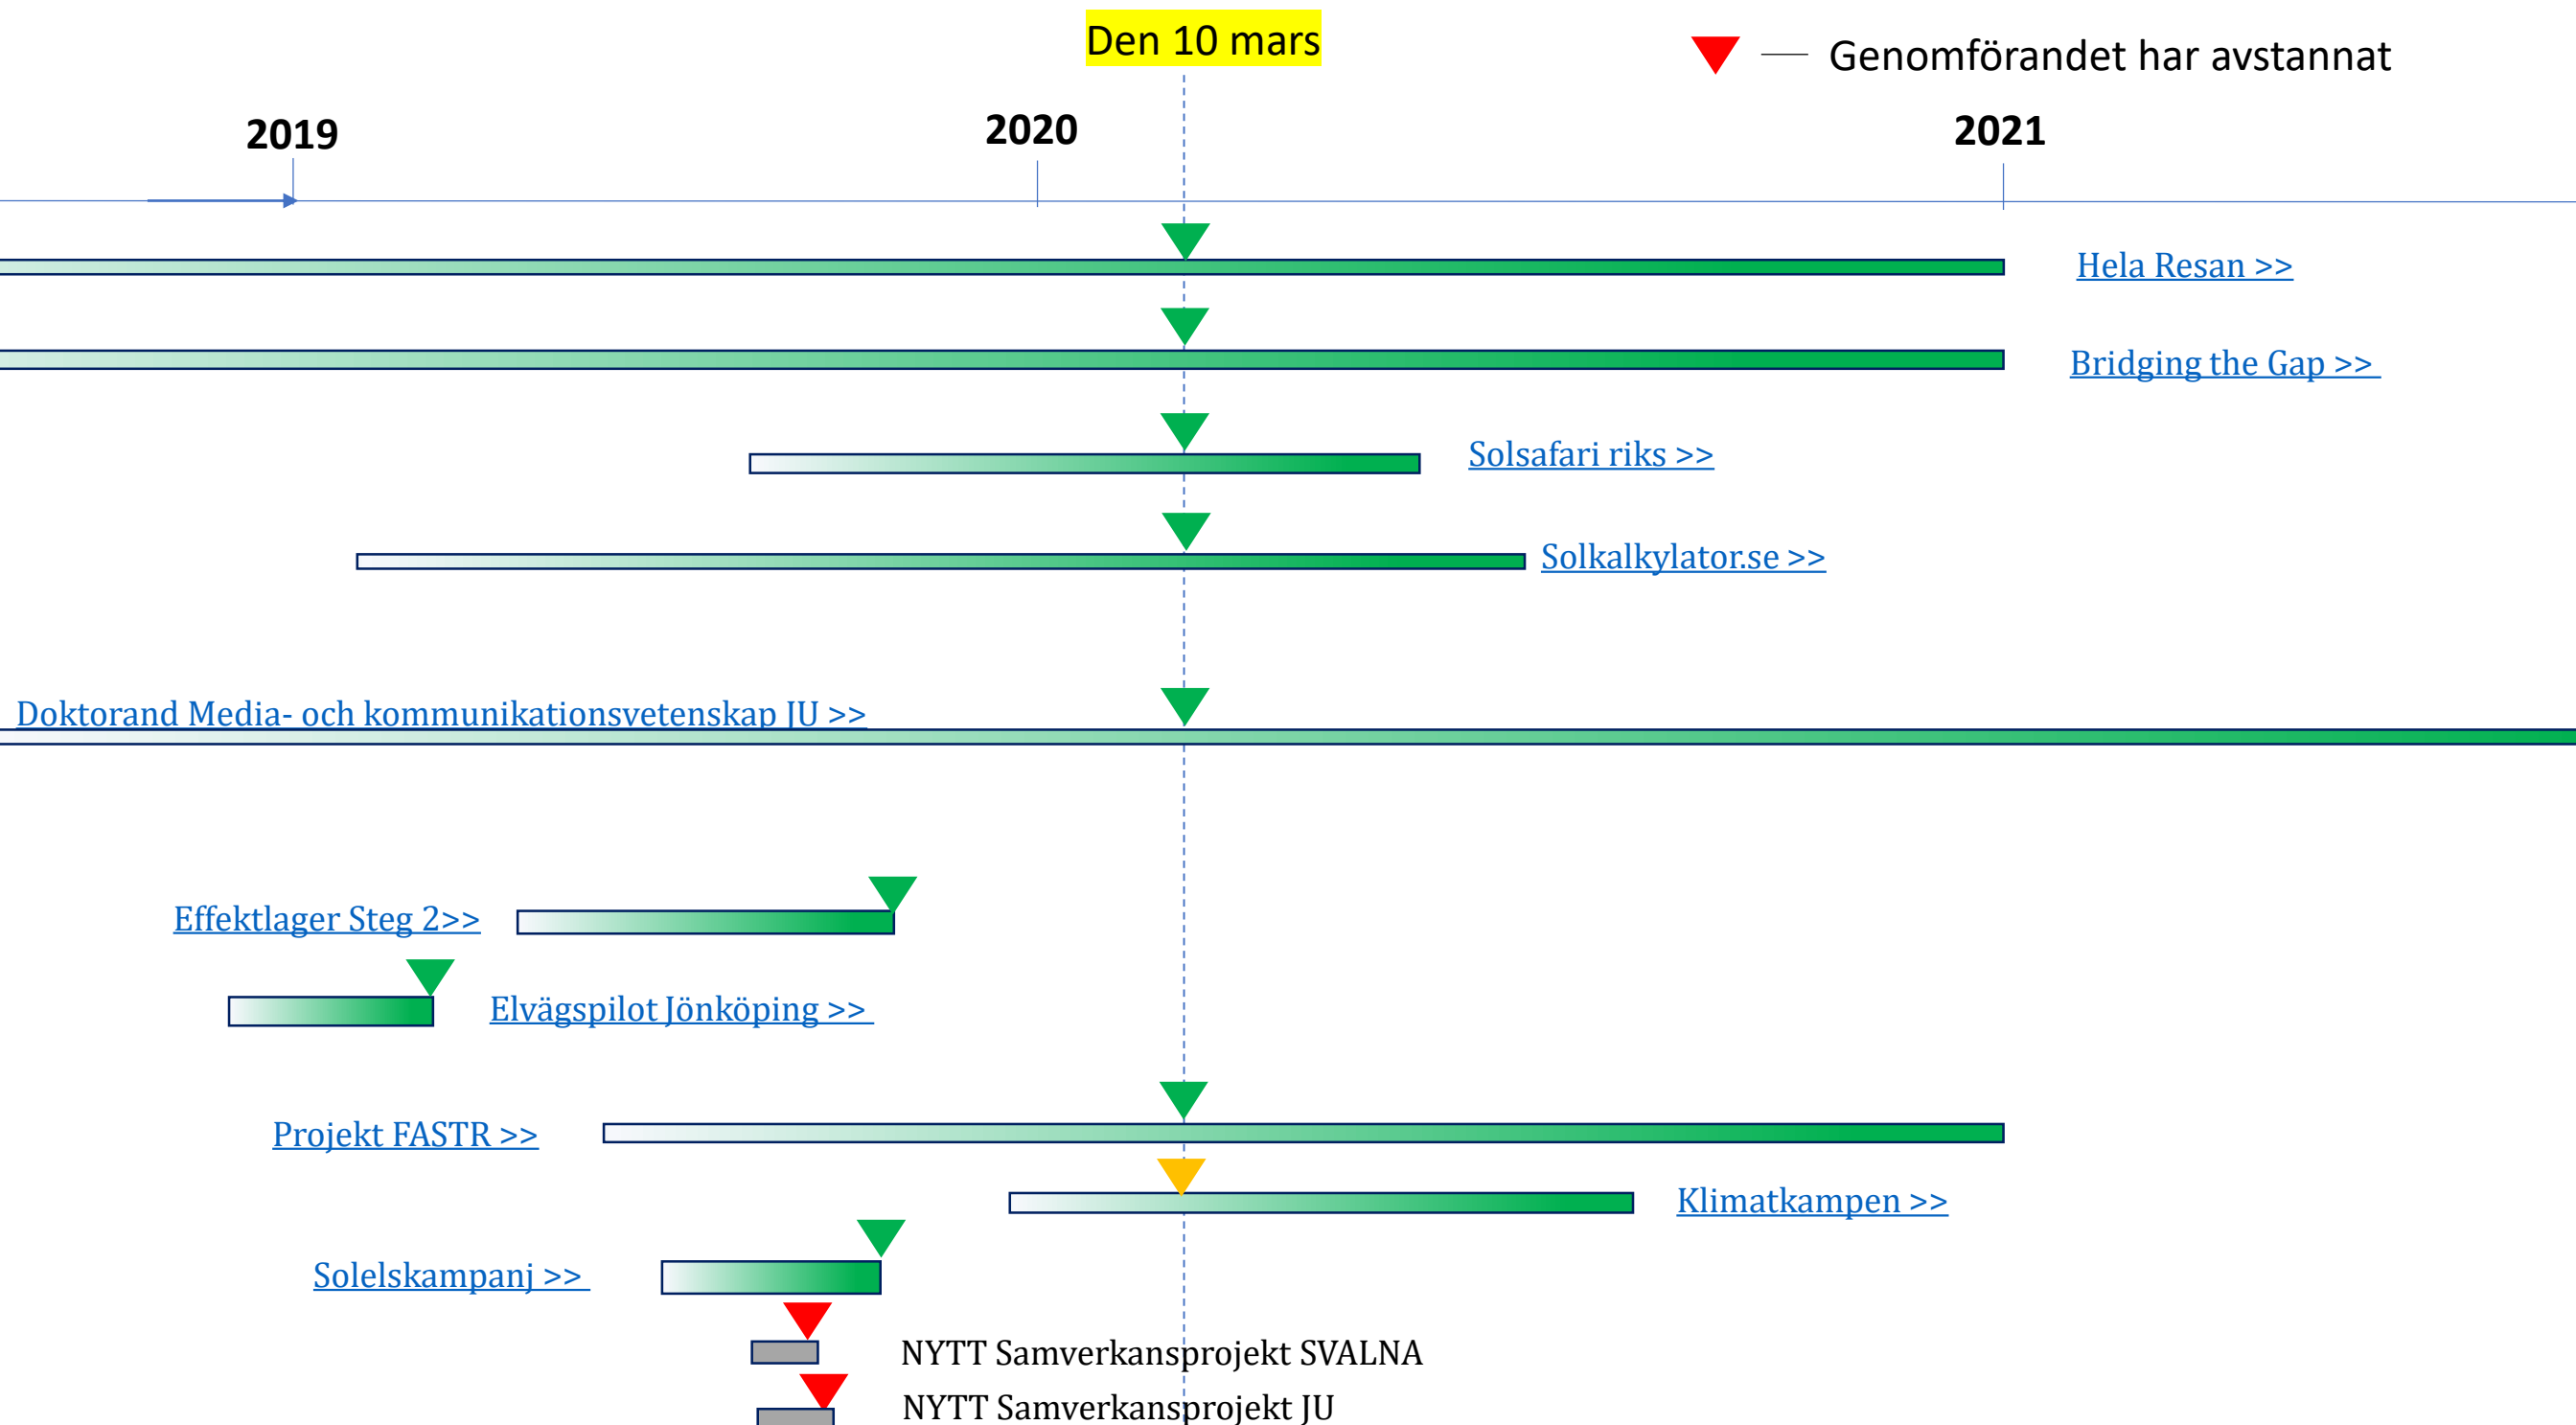 Den 10 mars
Genomförandet har avstannat
2019
2020
2021
Hela Resan >>
Bridging the Gap >>
Solsafari riks >>
Solkalkylator.se >>
Doktorand Media- och kommunikationsvetenskap JU >>
Effektlager Steg 2>>
Elvägspilot Jönköping >>
Projekt FASTR >>
Klimatkampen >>
Solelskampanj >>
NYTT Samverkansprojekt SVALNA
NYTT Samverkansprojekt JU